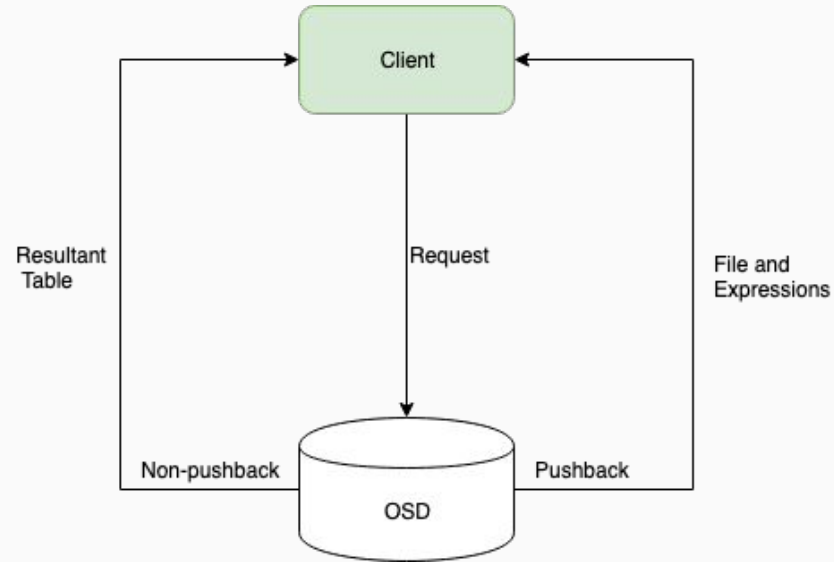 Client
Resultant
Table
Request
File and
Expressions
Non-pushback
Pushback
OSD